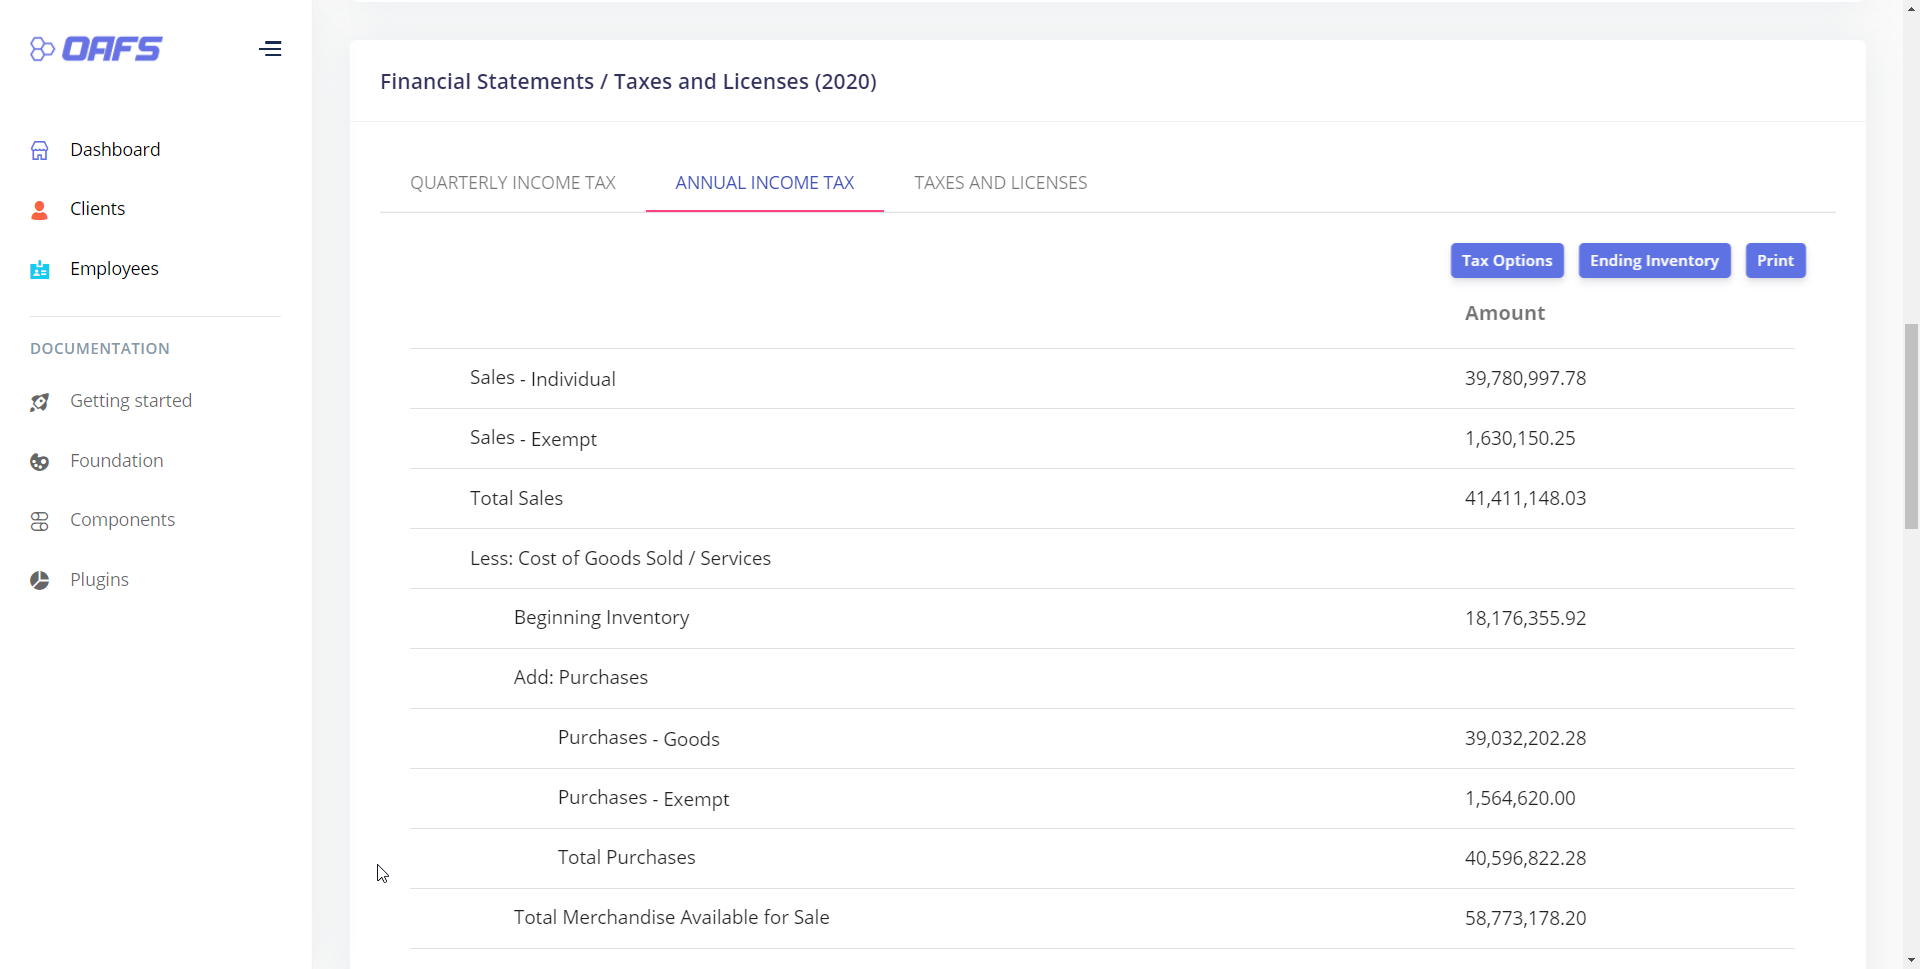 OAFS
Dashboard
Clients
Employees
DOCUMENTATION
Getting started
Foundation
Components
Plugins
Financial Statements / Taxes and Licenses (2020)
QUARTERLY INCOME TAX ANNUAL INCOME TAX TAXES AND LICENSES
Tax Options Ending Inventory Print
Amount
Sales - Individual 39,780,997.78
Sales - Exempt 1,630,150.25
Total Sales 41,411,148.03
Less: Cost of Goods Sold / Services
Beginning Inventory 18,176,355.92
Add: Purchases
Purchases - Goods 39,032,202.28
Purchases - Exempt 1,564,620.00
Total Purchases 40,596,822.28
Total Merchandise Available for Sale 58,773,178.20